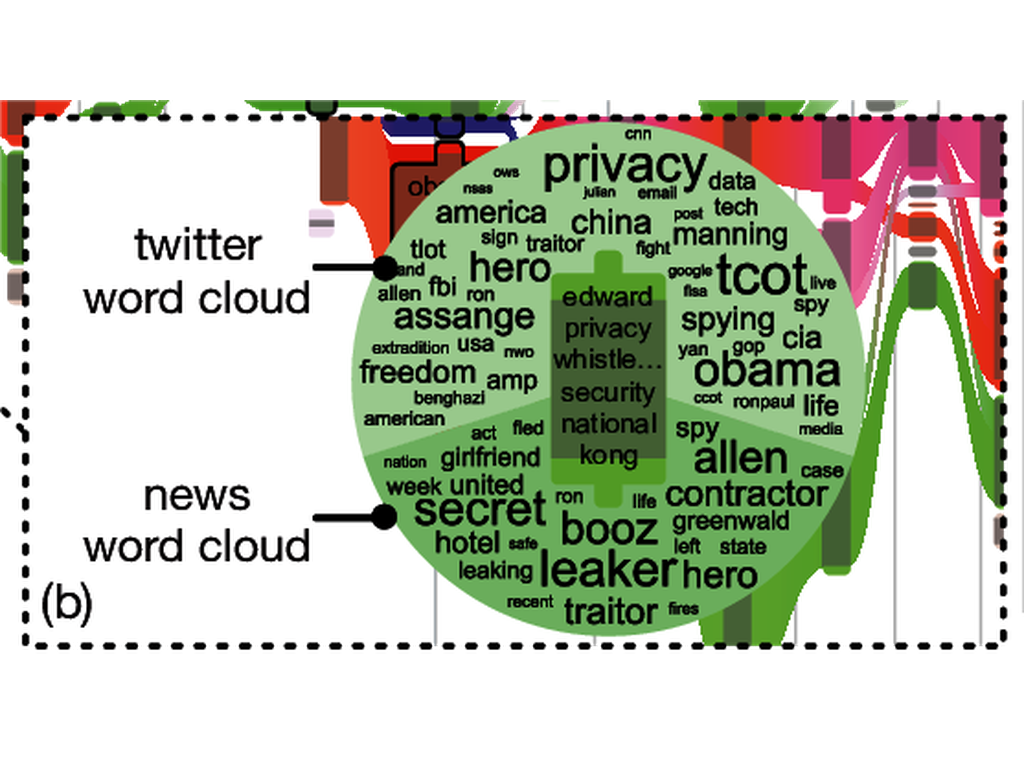 cnn
privacy
ows
nsas
julian
email
data
america
china
post
tech
sign
traitor
fight
manning
tlot
and
hero
google
tcot
live
allen
fbi
ron
edward
fisa
spy
assange
privacy
spying
cia
extradition
usa
nwo
whistle...
yan
gop
freedom
amp
security
obama
benghazi
ccot
ronpaul
life
american
national
media
act
fled
spy
nation
girlfriend
kong
allen
case
week
united
twitter
word cloud
secret
ron
life
contractor
booz
greenwald
news
word cloud
hotel
safe
left
state
leaking
leaker
hero
recent
traitor
fires
(b)
ob